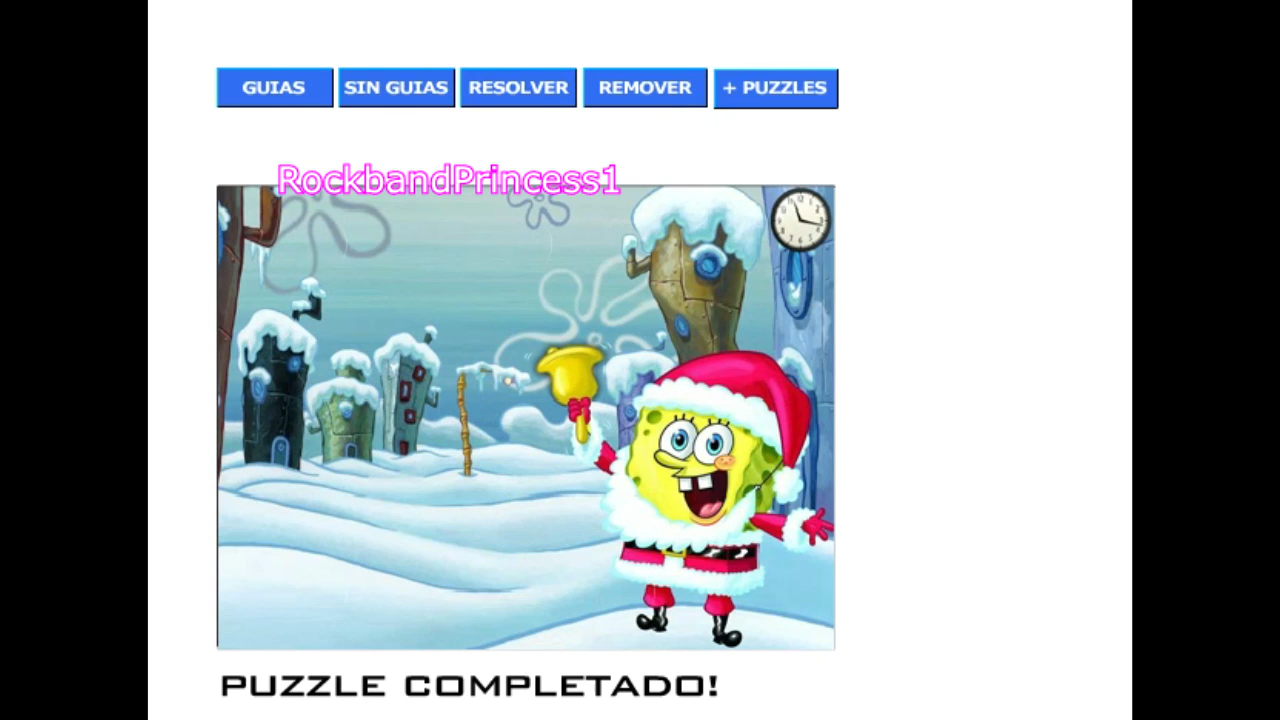 GUIAS
SIN GUIAS
RESOLVER
REMOVER
+ PUZZLES
RockbandPrincess1
PUZZLE COMPLETADO!